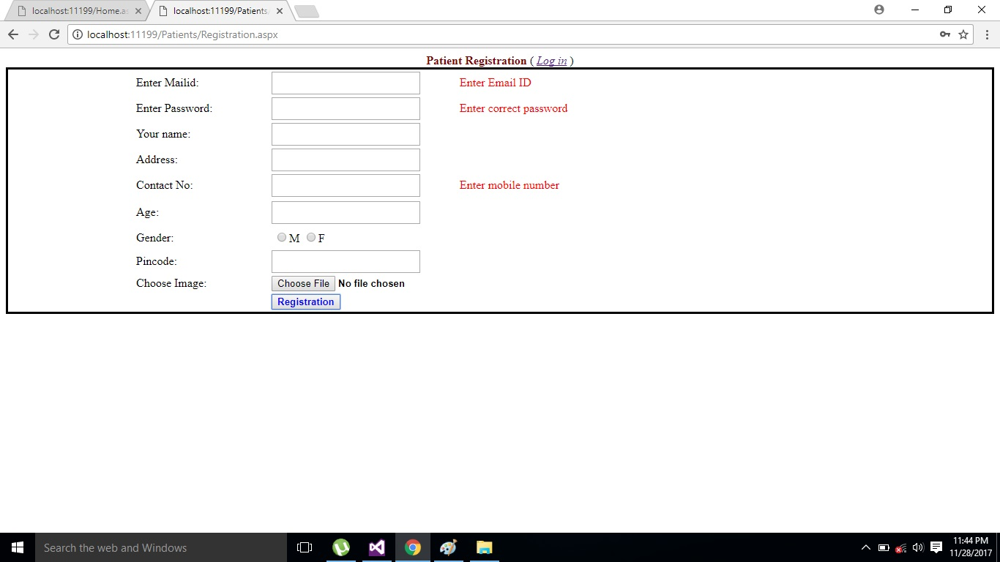 localhost:11199/Home.as
localhost:11199/Patients
localhost:11199/Patients/Registration.aspx
Patient Registration ( Log in )
Enter Mailid:
Enter Email ID
Enter Password:
Enter correct password
Your name:
Address:
Contact No:
Enter mobile number
Age:
Gender:
M F
Pincode:
Choose Image:
Choose File No file chosen
Registration
Search the web and Windows
11:44 PM
11/28/2017